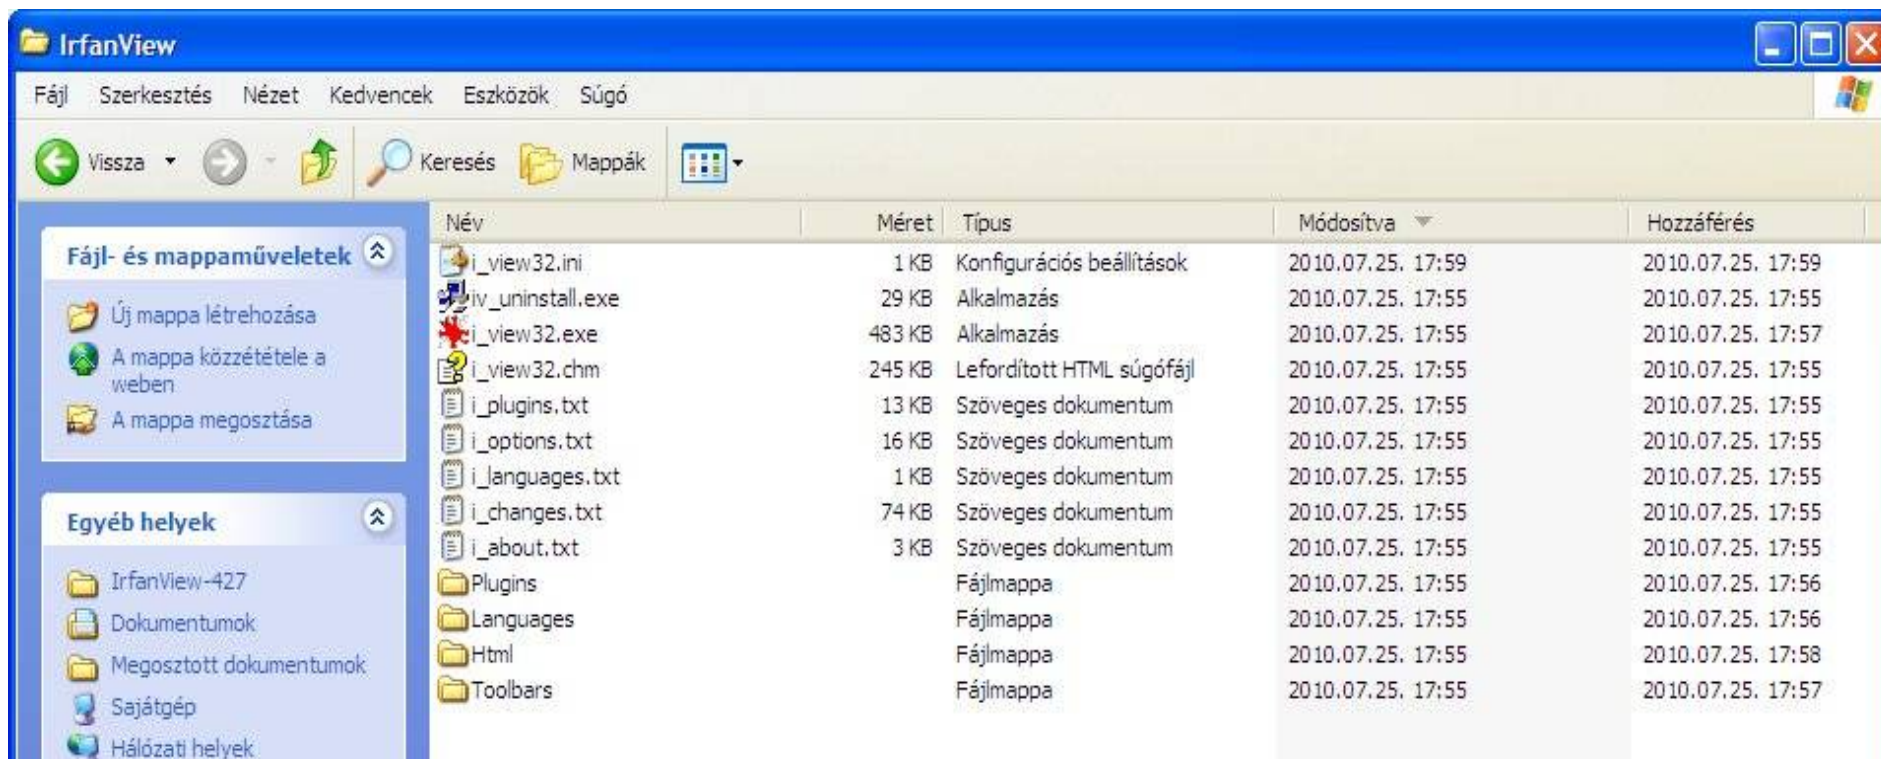 IrfanView
Fájl Szerkesztés Nézet Kedvencek Eszközök Súgó
Vissza Keresés Mappák
Fájl- és mappaműveletek
Új mappa létrehozása
A mappa közzététele a
weben
A mappa megosztása
Egyéb helyek
IrfanView-427
Dokumentumok
Megosztott dokumentumok
Sajátgép
Hálózati helyek
Név Méret Típus Módosítva Hozzáférés
i_view32.ini 1 KB Konfigurációs beállítások 2010.07.25. 17:59 2010.07.25. 17:59
iv_uninstall.exe 29 KB Alkalmazás 2010.07.25. 17:55 2010.07.25. 17:55
i_view32.exe 483 KB Alkalmazás 2010.07.25. 17:55 2010.07.25. 17:57
i_view32.chm 245 KB Lefordított HTML súgófájl 2010.07.25. 17:55 2010.07.25. 17:55
i_plugins.txt 13 KB Szöveges dokumentum 2010.07.25. 17:55 2010.07.25. 17:55
i_options.txt 16 KB Szöveges dokumentum 2010.07.25. 17:55 2010.07.25. 17:55
i_languages.txt 1 KB Szöveges dokumentum 2010.07.25. 17:55 2010.07.25. 17:55
i_changes.txt 74 KB Szöveges dokumentum 2010.07.25. 17:55 2010.07.25. 17:55
i_about.txt 3 KB Szöveges dokumentum 2010.07.25. 17:55 2010.07.25. 17:55
Plugins Fájlmappa 2010.07.25. 17:55 2010.07.25. 17:56
Languages Fájlmappa 2010.07.25. 17:55 2010.07.25. 17:56
Html Fájlmappa 2010.07.25. 17:55 2010.07.25. 17:58
Toolbars Fájlmappa 2010.07.25. 17:55 2010.07.25. 17:57